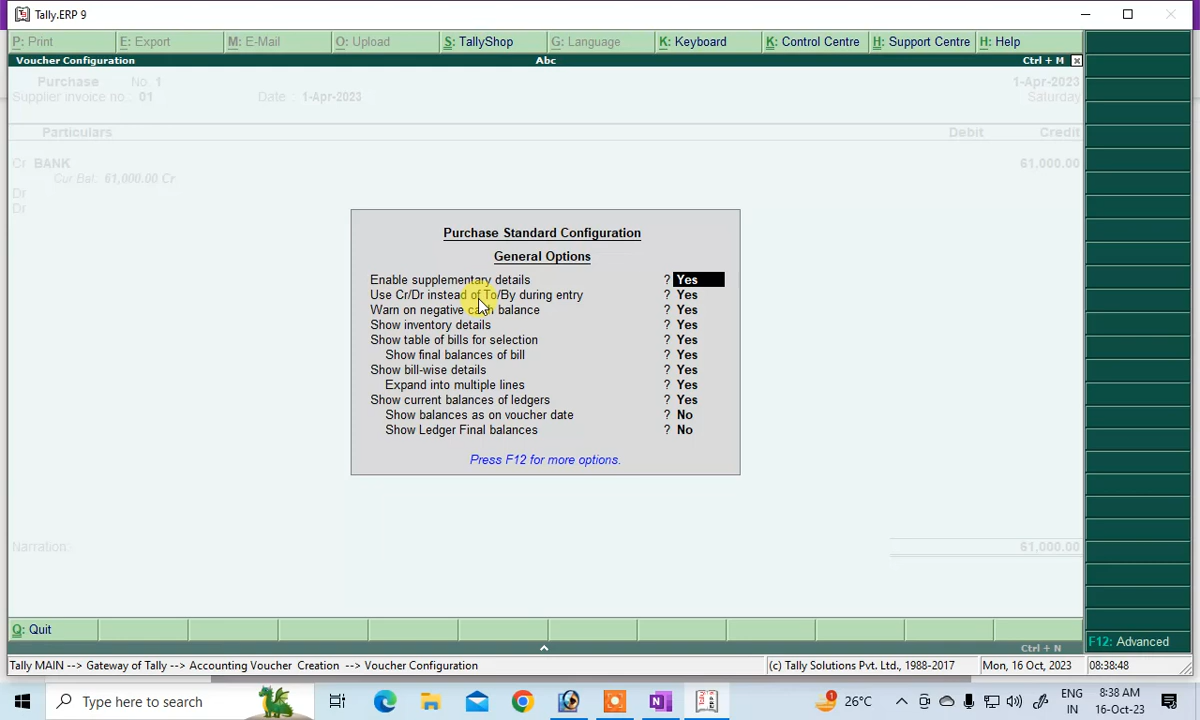 Tally.ERP 9
P: Print E: Export M: E-Mail O: Upload S: TallyShop G: Language K: Keyboard K: Control Centre H: Support Centre H: Help
Voucher Configuration Abc Ctrl + M x
Purchase No. 1 1-Apr-2023
Supplier invoice no.: 01 Date : 1-Apr-2023 Saturday
Particulars Debit Credit
Cr BANK 61,000.00
Cur Bal: 61,000.00 Cr
Dr
Dr
Purchase Standard Configuration
General Options
Enable supplementary details ? Yes
Use Cr/Dr instead of To/By during entry ? Yes
Warn on negative cash balance ? Yes
Show inventory details ? Yes
Show table of bills for selection ? Yes
Show final balances of bill ? Yes
Show bill-wise details ? Yes
Expand into multiple lines ? Yes
Show current balances of ledgers ? Yes
Show balances as on voucher date ? No
Show Ledger Final balances ? No
Press F12 for more options.
Narration: 61,000.00
Q: Quit
F12: Advanced
Ctrl + N
Tally MAIN --> Gateway of Tally --> Accounting Voucher Creation --> Voucher Configuration (c) Tally Solutions Pvt. Ltd., 1988-2017 Mon, 16 Oct, 2023 08:38:48
Type here to search 1 26°C ENG IN 8:38 AM 16-Oct-23